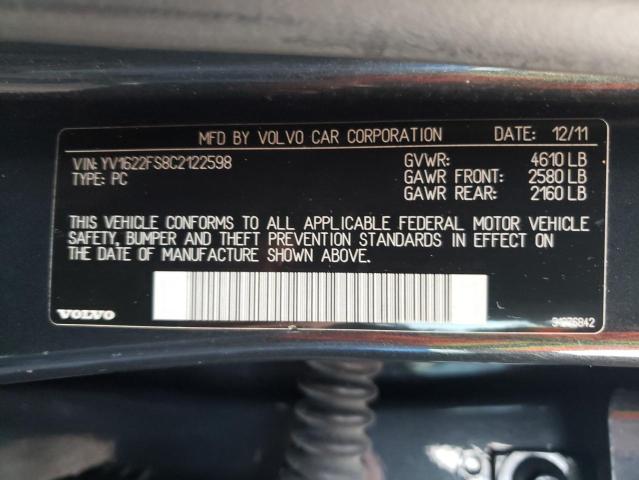 MFD BY VOLVO CAR CORPORATION DATE: 12/11
VIN: YV1622FS8C2122598 GVWR: 4610 LB
TYPE: PC GAWR FRONT: 2580 LB
GAWR REAR: 2160 LB
THIS VEHICLE CONFORMS TO ALL APPLICABLE FEDERAL MOTOR VEHICLE
SAFETY, BUMPER AND THEFT PREVENTION STANDARDS IN EFFECT ON
THE DATE OF MANUFACTURE SHOWN ABOVE.
VOLVO